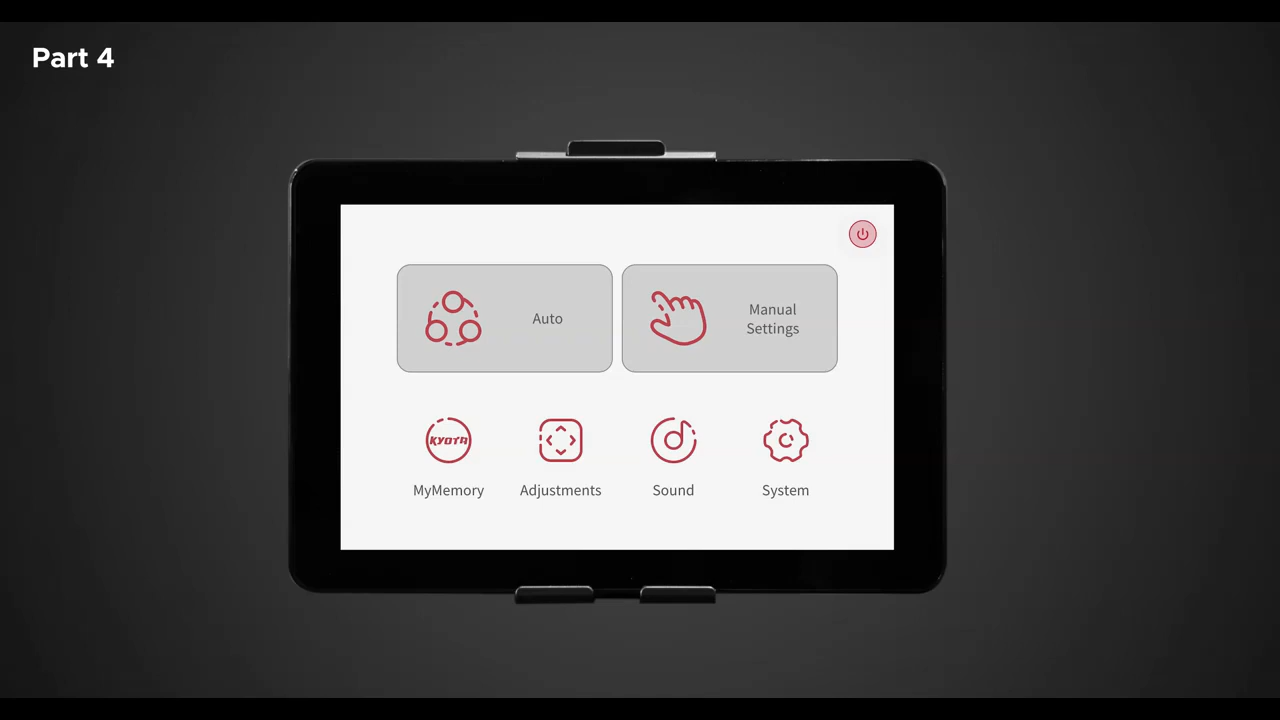 Part 4
Auto
Manual
Settings
KYOTA
MyMemory
Adjustments
Sound
System